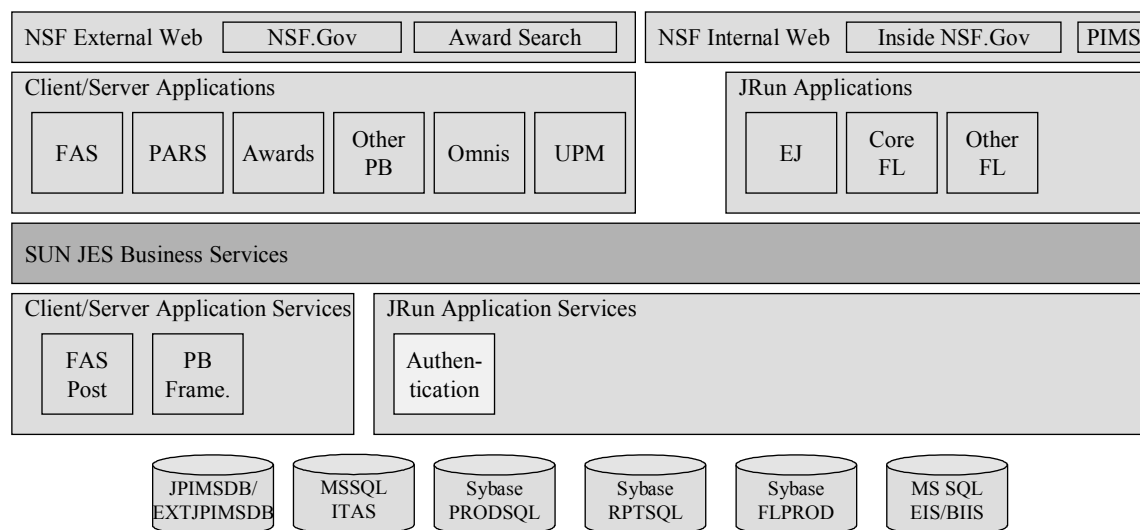 NSF External Web
NSF.Gov
Award Search
NSF Internal Web
Inside NSF.Gov
PIMS
Client/Server Applications
FAS
PARS
Awards
Other
PB
Omnis
UPM
JRun Applications
EJ
Core
FL
Other
FL
SUN JES Business Services
Client/Server Application Services
FAS
Post
PB
Frame.
JRun Application Services
Authen-
tication
JPIMSDB/
EXTJPIMSDB
MSSQL
ITAS
Sybase
PRODSQL
Sybase
RPTSQL
Sybase
FLPROD
MS SQL
EIS/BIIS